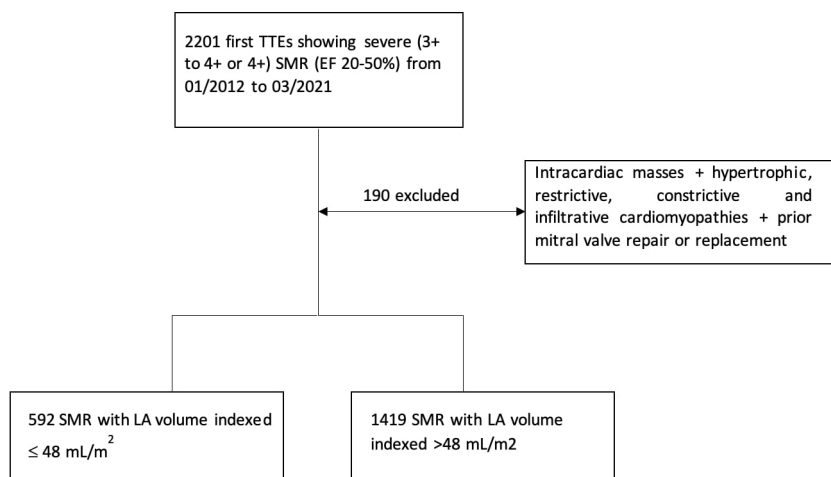 2201 first TTEs showing severe (3+
to 4+ or 4+) SMR (EF 20-50%) from
01/2012 to 03/2021
190 excluded
Intracardiac masses + hypertrophic,
restrictive, constrictive and
infiltrative cardiomyopathies + prior
mitral valve repair or replacement
592 SMR with LA volume indexed
≤ 48 mL/m²
1419 SMR with LA volume
indexed >48 mL/m2